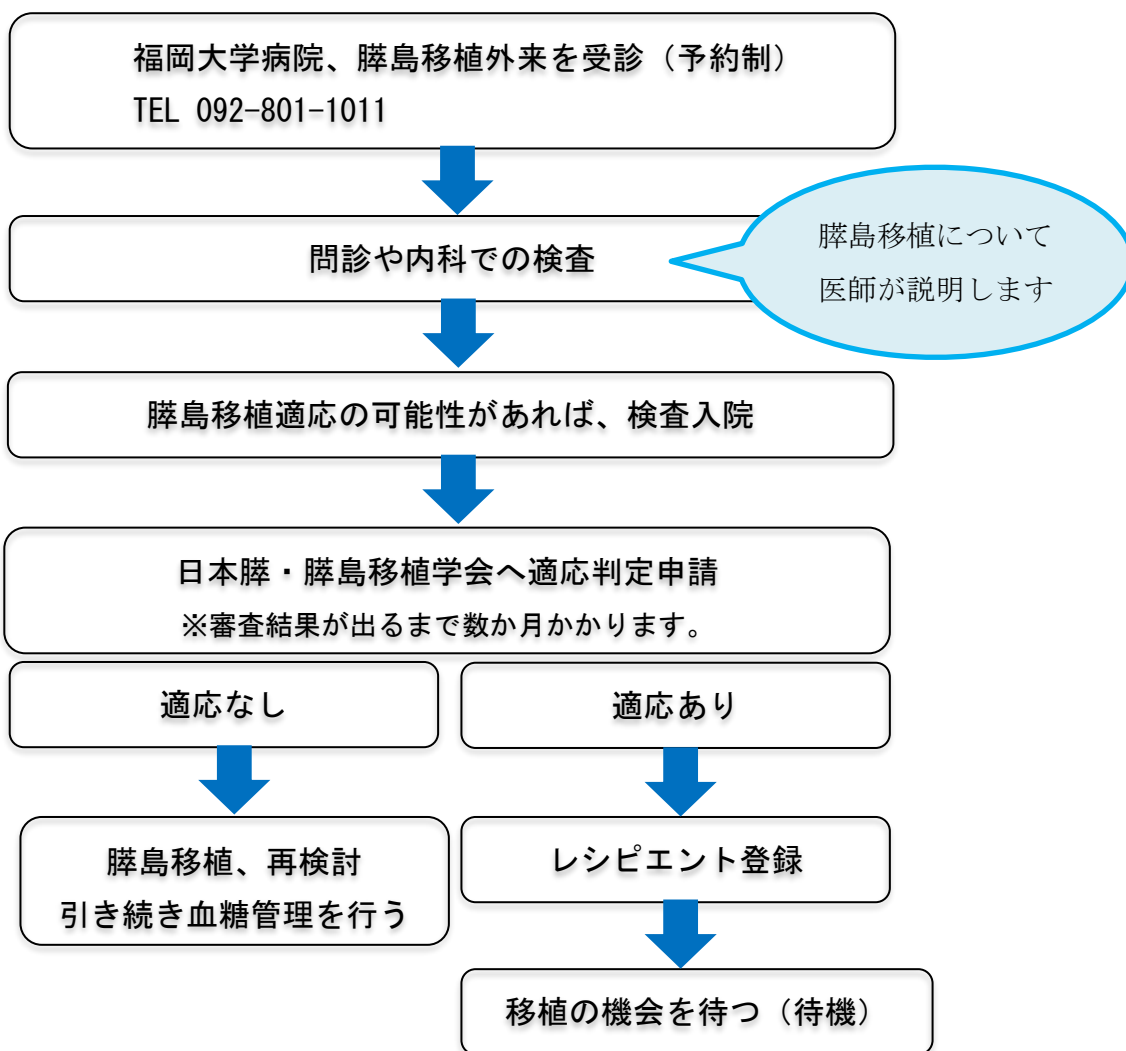 福岡大学病院、膵島移植外来を受診（予約制）
TEL 092-801-1011
問診や内科での検査
膵島移植について
医師が説明します
膵島移植適応の可能性があれば、検査入院
日本膵・膵島移植学会へ適応判定申請
※審査結果が出るまで数か月かかります。
適応なし
適応あり
膵島移植、再検討
引き続き血糖管理を行う
レシピエント登録
移植の機会を待つ（待機）